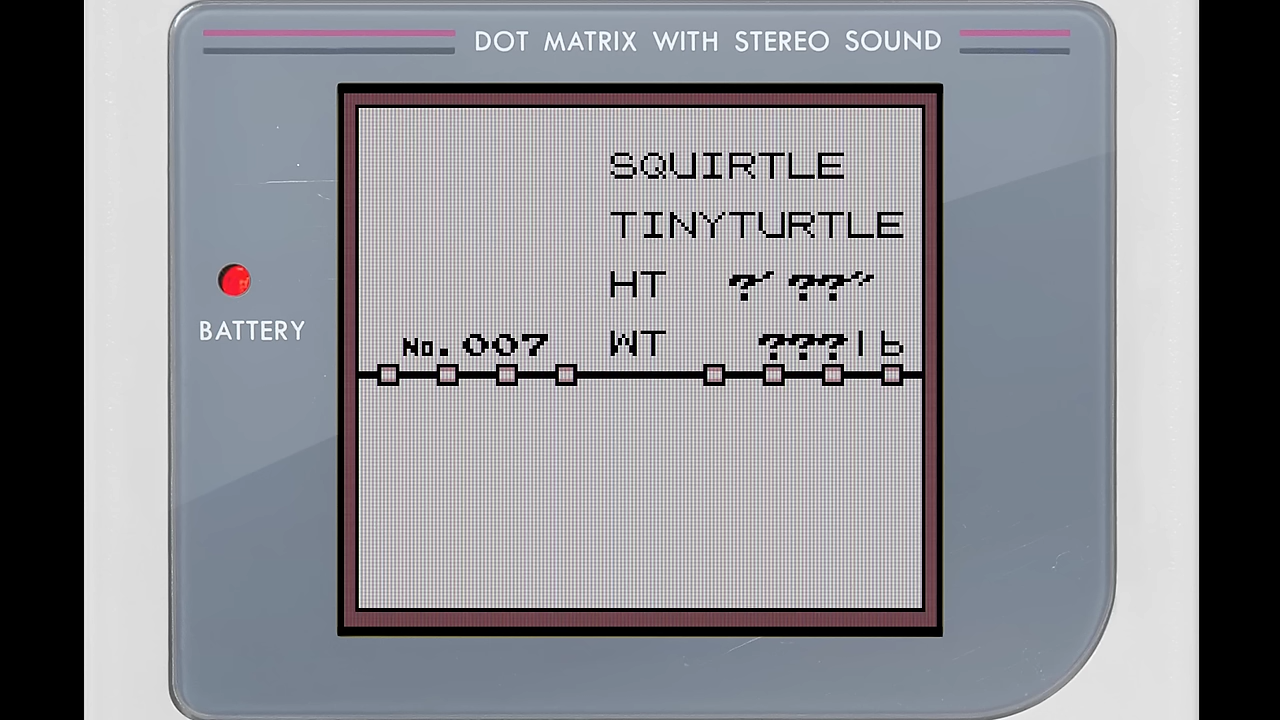 DOT MATRIX WITH STEREO SOUND
SQUIRTLE
TINYTURTLE
HT ?′ ??″
No.007 WT ???lb
BATTERY